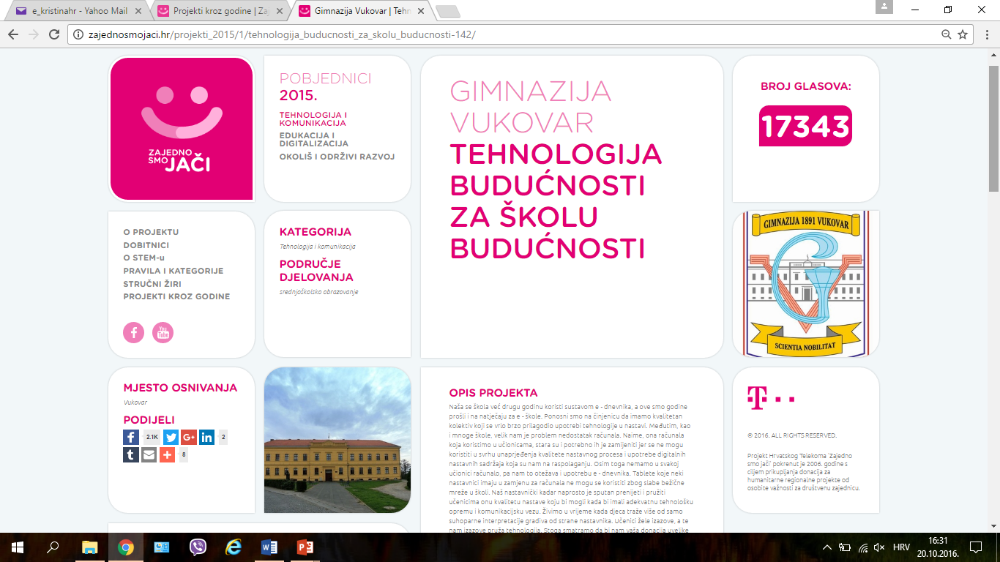 e_kristinahr - Yahoo Mail
Projekti kroz godine | Zaj
Gimnazija Vukovar | Tehn
zajednosmojaci.hr/projekti_2015/1/tehnologija_buducnosti_za_skolu_buducnosti-142/
ZAJEDNO
SMO JAČI
POBJEDNICI
2015.
TEHNOLOGIJA I
KOMUNIKACIJA
EDUKACIJA I
DIGITALIZACIJA
OKOLIŠ I ODRŽIVI RAZVOJ
GIMNAZIJA
VUKOVAR
TEHNOLOGIJA
BUDUĆNOSTI
ZA ŠKOLU
BUDUĆNOSTI
BROJ GLASOVA:
17343
O PROJEKTU
DOBITNICI
O STEM-u
PRAVILA I KATEGORIJE
STRUČNI ŽIRI
PROJEKTI KROZ GODINE
f
You
Tube
KATEGORIJA
Tehnologija i komunikacija
PODRUČJE
DJELOVANJA
srednjoškolsko obrazovanje
GIMNAZIJA 1891 VUKOVAR
SCIENTIA NOBILITAT
MJESTO OSNIVANJA
Vukovar
PODIJELI
2.1K
G+
in
2
t
8
OPIS PROJEKTA
Naša se škola već drugu godinu koristi sustavom e - dnevnika, a ove smo godine
prošli i na natječaju za e - škole. Ponosni smo na činjenicu da imamo kvalitetan
kolektiv koji se vrlo brzo prilagodio upotrebi tehnologije u nastavi. Međutim, kao
i mnoge škole, velik nam je problem nedostatak računala. Naime, ona računala
koja koristimo u učionicama, stara su i potrebno ih je zamijeniti jer se ne mogu
koristiti u svrhu unaprjeđenja kvalitete nastavnog procesa i upotrebe digitalnih
nastavnih sadržaja koja su nam na raspolaganju. Osim toga nemamo u svakoj
učionici računalo, pa nam to otežava i upotrebu e - dnevnika. Tablete koje neki
nastavnici imaju u zamjenu za računala ne mogu se koristiti zbog slabe bežične
mreže u školi. Naš nastavnički kadar naprosto je sputan prenijeti i pružiti
učenicima onu kvalitetu nastave koju bi mogli kada bi imali adekvatnu tehnološku
opremu i komunikacijsku vezu. Živimo u vrijeme kada djeca traže više od samo
suhoparne interpretacije gradiva od strane nastavnika. Učenici žele izazove, a te
nam izazove pruža tehnologija. Stoga smatramo da bi nam vaša donacija uvelike
T
© 2016. ALL RIGHTS RESERVED.
Projekt Hrvatskog Telekoma 'Zajedno
smo jači' pokrenut je 2006. godine s
ciljem prikupljanja donacija za
humanitarne regionalne projekte od
osobite važnosti za društvenu zajednicu.
HRV
16:31
20.10.2016.